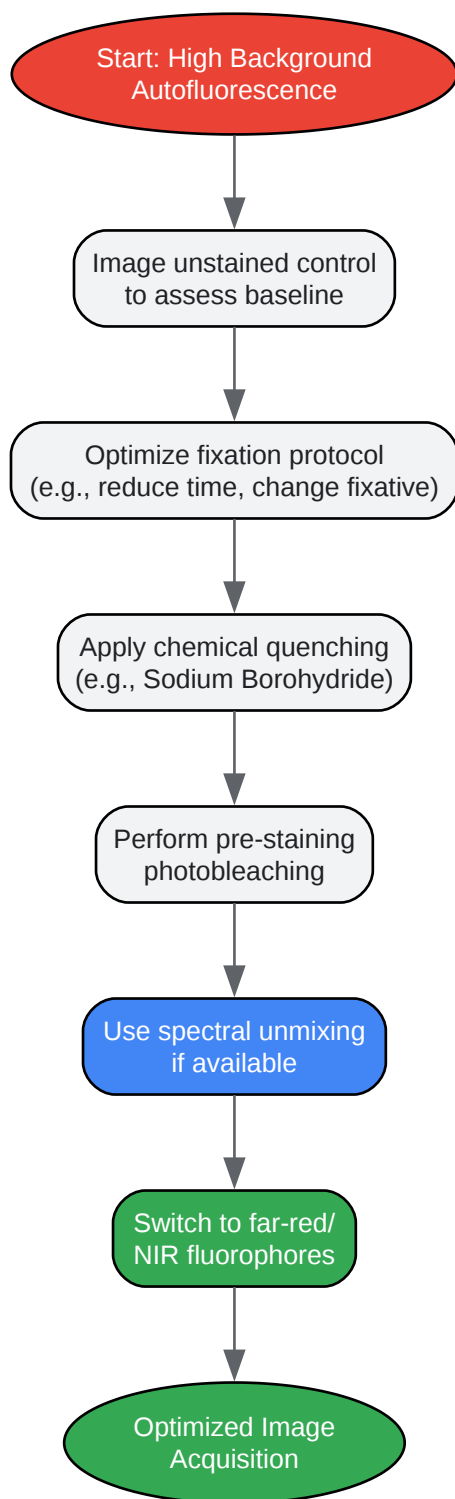 Start: High Background
Autofluorescence
Image unstained control
to assess baseline
Optimize fixation protocol
(e.g., reduce time, change fixative)
Apply chemical quenching
(e.g., Sodium Borohydride)
Perform pre-staining
photobleaching
Use spectral unmixing
if available
Switch to far-red/
NIR fluorophores
Optimized Image
Acquisition